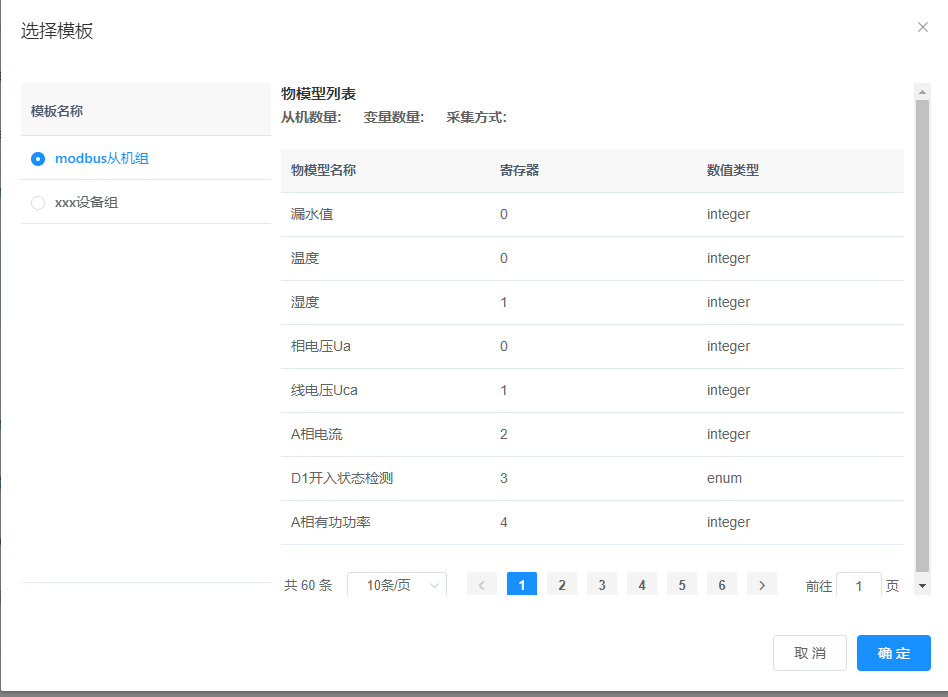 选择模板
模板名称
modbus从机组
xxx设备组
物模型列表
从机数量: 变量数量: 采集方式:
物模型名称 寄存器 数值类型
漏水值 0 integer
温度 0 integer
湿度 1 integer
相电压Ua 0 integer
线电压Uca 1 integer
A相电流 2 integer
D1开入状态检测 3 enum
A相有功功率 4 integer
共 60 条 10条/页 1 2 3 4 5 6 前往 1 页
取 消 确 定